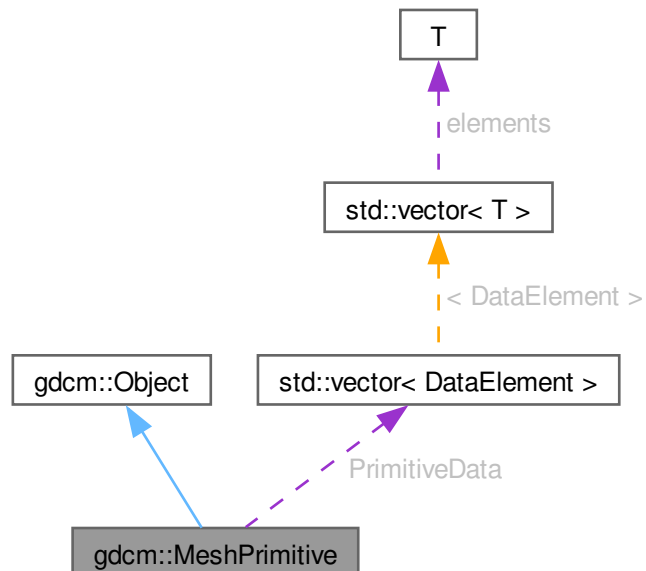 T
elements
std::vector< T >
< DataElement >
gdcm::Object
std::vector< DataElement >
PrimitiveData
gdcm::MeshPrimitive